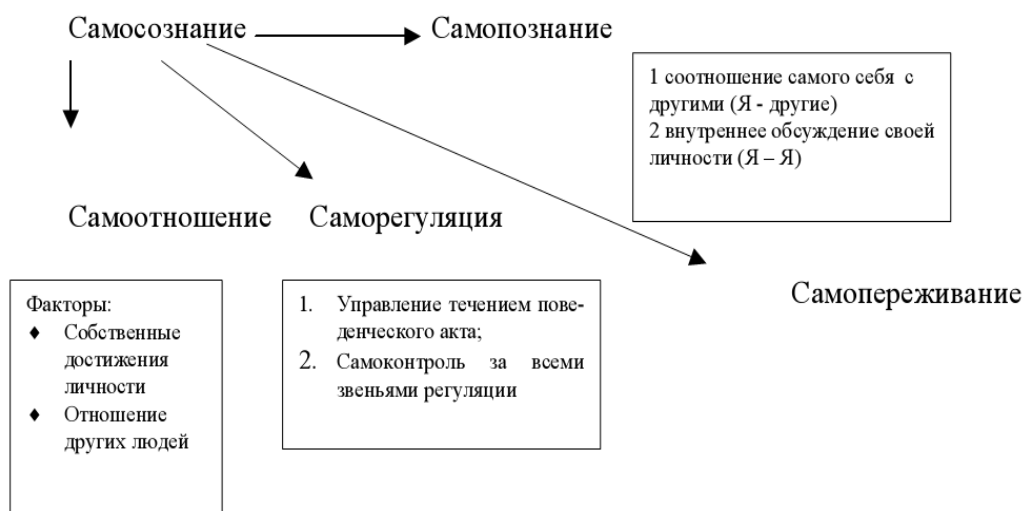 Самосознание
Самопознание
1 соотношение самого себя с
другими (Я - другие)
2 внутреннее обсуждение своей
личности (Я – Я)
Самоотношение
Саморегуляция
Самопереживание
Факторы:
♦ Собственные
достижения
личности
♦ Отношение
других людей
1. Управление течением пове-
денческого акта;
2. Самоконтроль за всеми
звеньями регуляции